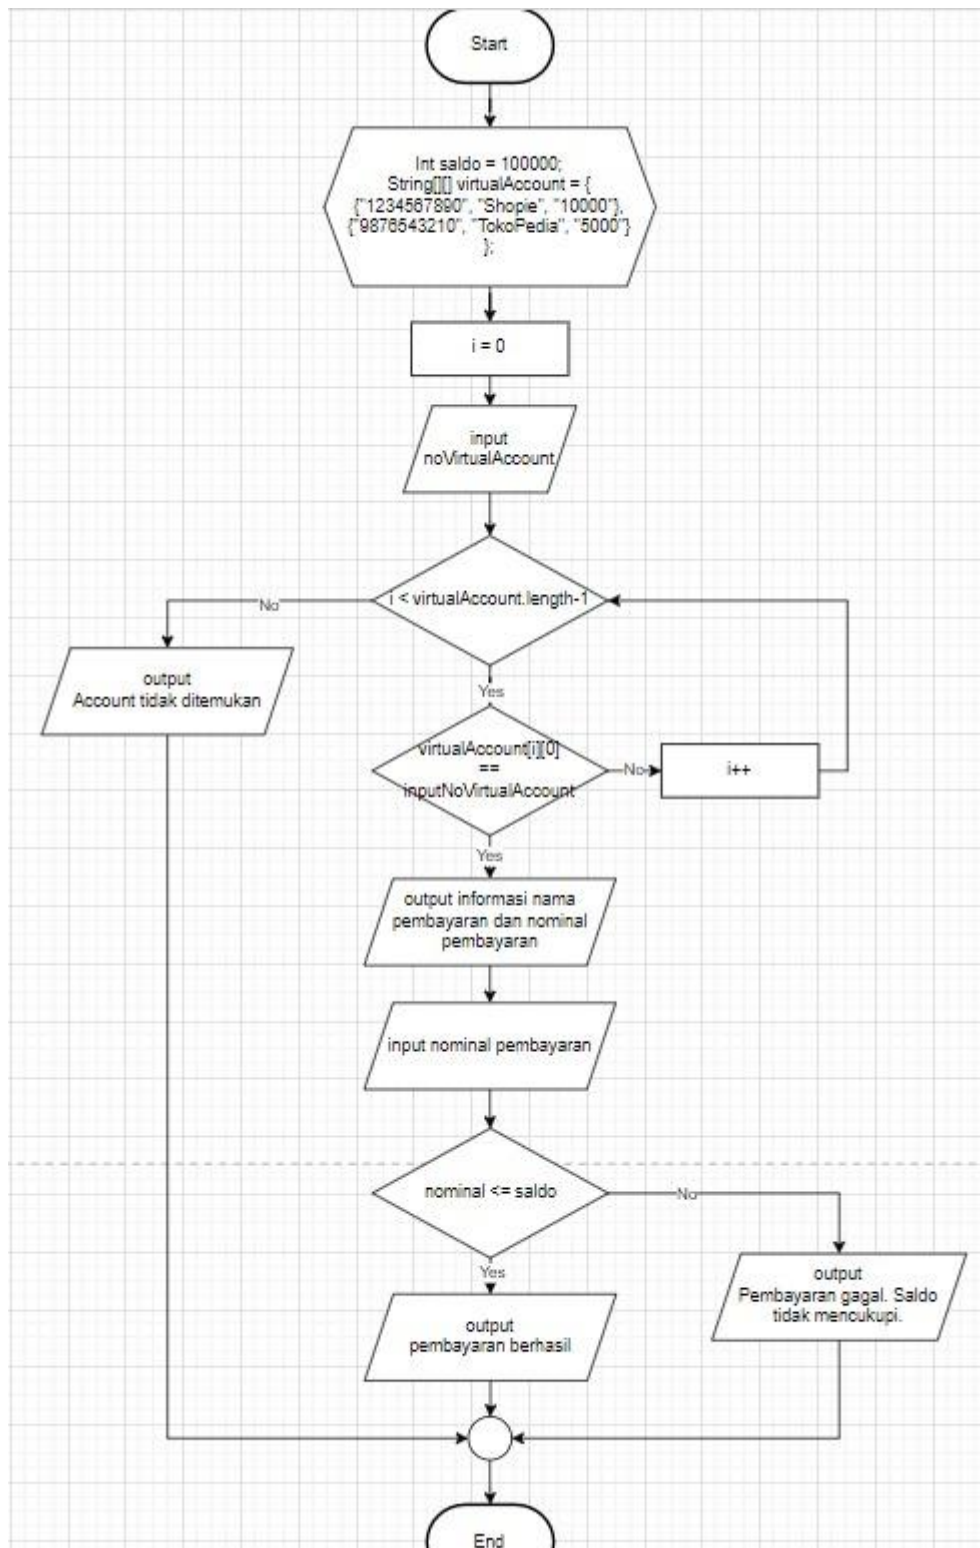 Start
Int saldo = 100000;
String[][] virtualAccount = {
{"1234567890", "Shopie", "10000"},
{"9876543210", "TokoPedia", "5000"}
};
i = 0
input
noVirtualAccount
i < virtualAccount.length-1
No
output
Account tidak ditemukan
Yes
virtualAccount[i][0]
==
inputNoVirtualAccount
No
i++
Yes
output informasi nama
pembayaran dan nominal
pembayaran
input nominal pembayaran
nominal <= saldo
No
Yes
output
Pembayaran gagal. Saldo
tidak mencukupi.
output
pembayaran berhasil
End